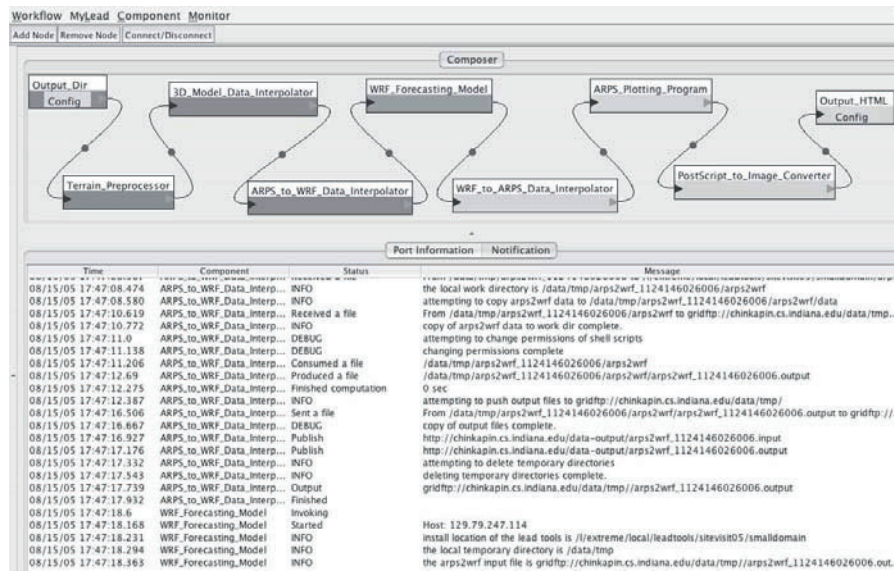 Workflow MyLead Component Monitor
Add Node Remove Node Connect/Disconnect
Composer
Output_Dir
Config
3D_Model_Data_Interpolator
WRF_Forecasting_Model
ARPS_Plotting_Program
Output_HTML
Config
Terrain_Preprocessor
ARPS_to_WRF_Data_Interpolator
WRF_to_ARPS_Data_Interpolator
PostScript_to_Image_Converter
Port Information Notification
Time Component Status Message
08/15/05 17:47:08.474 ARPS_to_WRF_Data_Interp... INFO the local work directory is /data/tmp/arps2wrf_1124146026006/arps2wrf
08/15/05 17:47:08.580 ARPS_to_WRF_Data_Interp... INFO attempting to copy arps2wrf data to /data/tmp/arps2wrf_1124146026006/arps2wrf/data
08/15/05 17:47:10.619 ARPS_to_WRF_Data_Interp... Received a file From /data/tmp/arps2wrf_1124146026006/arps2wrf to gridftp://chinkapin.cs.indiana.edu/data/tmp...
08/15/05 17:47:10.772 ARPS_to_WRF_Data_Interp... INFO copy of arps2wrf data to work dir complete.
08/15/05 17:47:11.0 ARPS_to_WRF_Data_Interp... DEBUG attempting to change permissions of shell scripts
08/15/05 17:47:11.138 ARPS_to_WRF_Data_Interp... DEBUG changing permissions complete
08/15/05 17:47:11.206 ARPS_to_WRF_Data_Interp... Consumed a file /data/tmp/arps2wrf_1124146026006/arps2wrf
08/15/05 17:47:12.69 ARPS_to_WRF_Data_Interp... Produced a file /data/tmp/arps2wrf_1124146026006/arps2wrf/arps2wrf_1124146026006.output
08/15/05 17:47:12.275 ARPS_to_WRF_Data_Interp... Finished computation 0 sec
08/15/05 17:47:12.387 ARPS_to_WRF_Data_Interp... INFO attempting to push output files to gridftp://chinkapin.cs.indiana.edu/data/tmp/
08/15/05 17:47:16.506 ARPS_to_WRF_Data_Interp... Sent a file From /data/tmp/arps2wrf_1124146026006/arps2wrf/arps2wrf_1124146026006.output to gridftp://...
08/15/05 17:47:16.667 ARPS_to_WRF_Data_Interp... DEBUG copy of output files complete.
08/15/05 17:47:16.927 ARPS_to_WRF_Data_Interp... Publish http://chinkapin.cs.indiana.edu/data-output/arps2wrf_1124146026006.input
08/15/05 17:47:17.176 ARPS_to_WRF_Data_Interp... Publish http://chinkapin.cs.indiana.edu/data-output/arps2wrf_1124146026006.output
08/15/05 17:47:17.332 ARPS_to_WRF_Data_Interp... INFO attempting to delete temporary directories
08/15/05 17:47:17.543 ARPS_to_WRF_Data_Interp... INFO deleting temporary directories complete.
08/15/05 17:47:17.739 ARPS_to_WRF_Data_Interp... Output gridftp://chinkapin.cs.indiana.edu/data/tmp//arps2wrf_1124146026006.output
08/15/05 17:47:17.932 ARPS_to_WRF_Data_Interp... Finished
08/15/05 17:47:18.6 WRF_Forecasting_Model Invoking
08/15/05 17:47:18.168 WRF_Forecasting_Model Started Host: 129.79.247.114
08/15/05 17:47:18.231 WRF_Forecasting_Model INFO install location of the lead tools is /l/extreme/local/leadtools/sitevisit05/smalldomain/
08/15/05 17:47:18.294 WRF_Forecasting_Model INFO the local temporary directory is /data/tmp
08/15/05 17:47:18.363 WRF_Forecasting_Model INFO the arps2wrf input file is gridftp://chinkapin.cs.indiana.edu/data/tmp//arps2wrf_1124146026006.out...